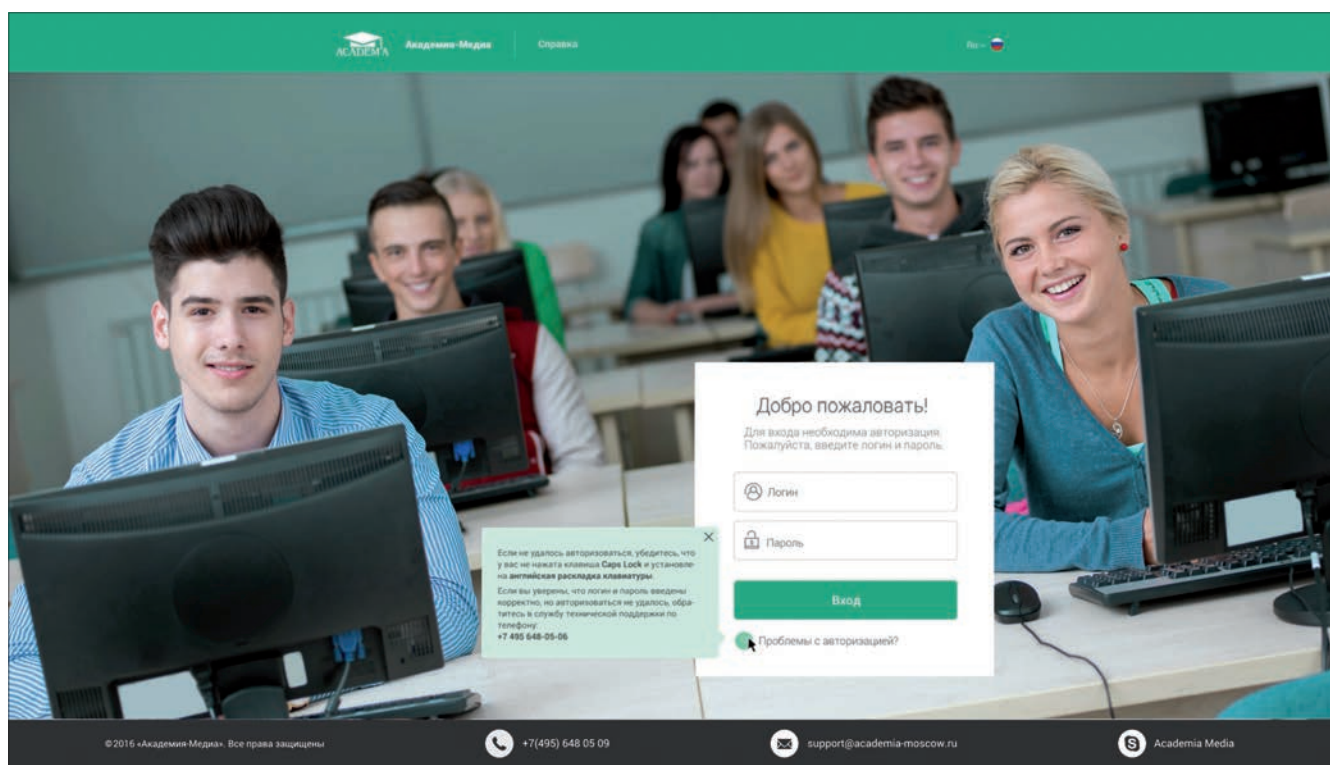 ACADEMA
Академия-Медиа
Справка
Ru
Добро пожаловать!
Для входа необходима авторизация.
Пожалуйста, введите логин и пароль.
Логин
Пароль
Вход
Проблемы с авторизацией?
Если не удалось авторизоваться, убедитесь, что
у вас не нажата клавиша Caps Lock и установле-
на английская раскладка клавиатуры.
Если вы уверены, что логин и пароль введены
корректно, но авторизоваться не удалось, обра-
титесь в службу технической поддержки по
телефону:
+7 495 648-05-06
©2016 «Академия-Медиа». Все права защищены
+7(495) 648 05 09
support@academia-moscow.ru
Academia Media